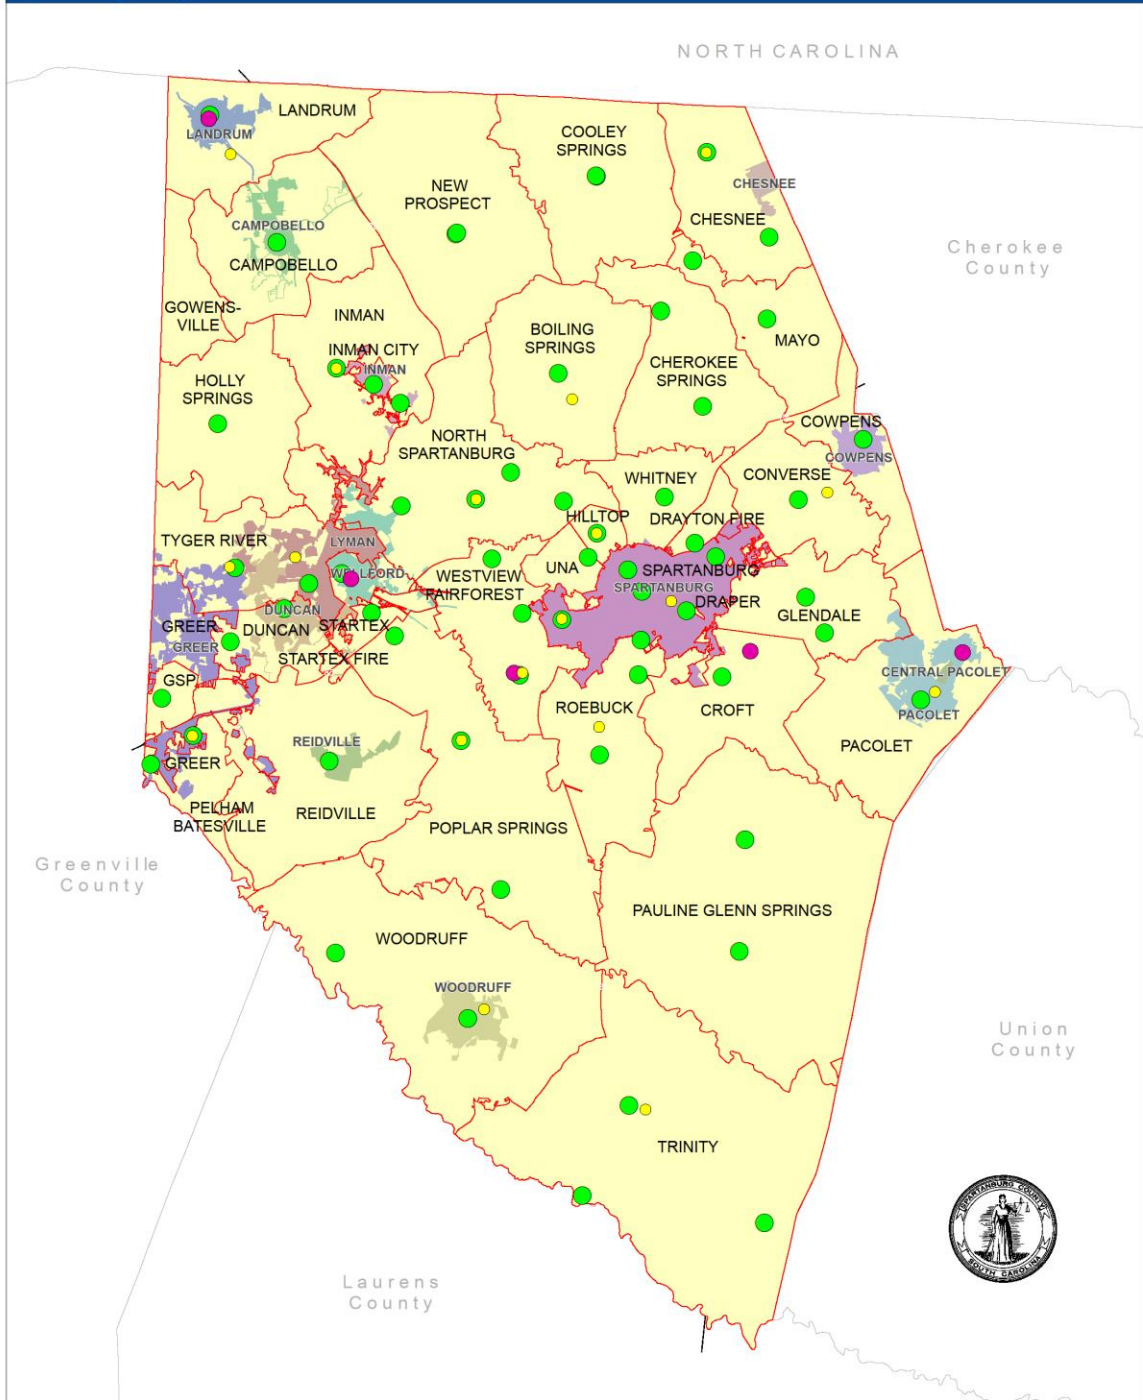 NORTH CAROLINA
LANDRUM
LANDRUM
COOLEY
SPRINGS
CHESNEE
NEW
PROSPECT
CHESNEE
CAMPOBELLO
CAMPOBELLO
Cherokee
County
GOWENS-
VILLE
INMAN
BOILING
SPRINGS
MAYO
INMAN CITY
INMAN
CHEROKEE
SPRINGS
HOLLY
SPRINGS
COWPENS
COWPENS
NORTH
SPARTANBURG
WHITNEY
CONVERSE
HILLTOP
DRAYTON FIRE
TYGER RIVER
LYMAN
WELLFORD
WESTVIEW
FAIRFOREST
UNA
SPARTANBURG
SPARTANBURG
DRAPER
GLENDALE
DUNCAN
GREER
GREER
DUNCAN
STARTEX
STARTEX FIRE
GSP
CENTRAL PACOLET
PACOLET
ROEBUCK
CROFT
PACOLET
REIDVILLE
GREER
PELHAM
BATESVILLE
REIDVILLE
POPLAR SPRINGS
Greenville
County
PAULINE GLENN SPRINGS
WOODRUFF
WOODRUFF
Union
County
TRINITY
SPARTANBURG COUNTY
SOUTH CAROLINA
Laurens
County